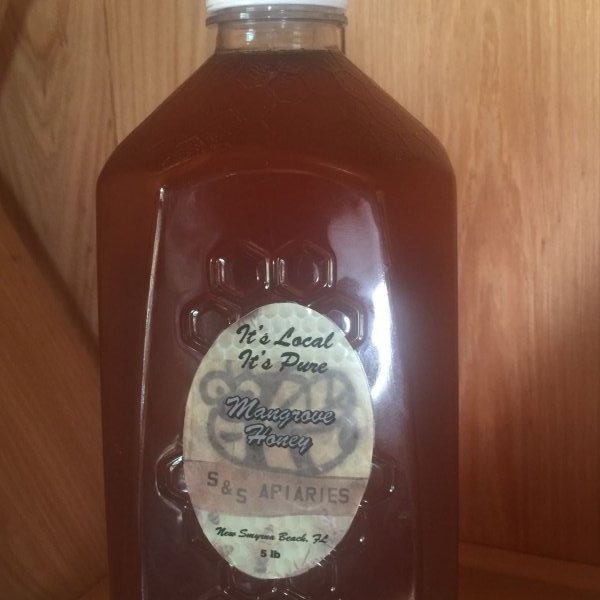 It's Local
It's Pure
Mangrove
Honey
S & S APIARIES
New Smyrna Beach, FL
5 lb